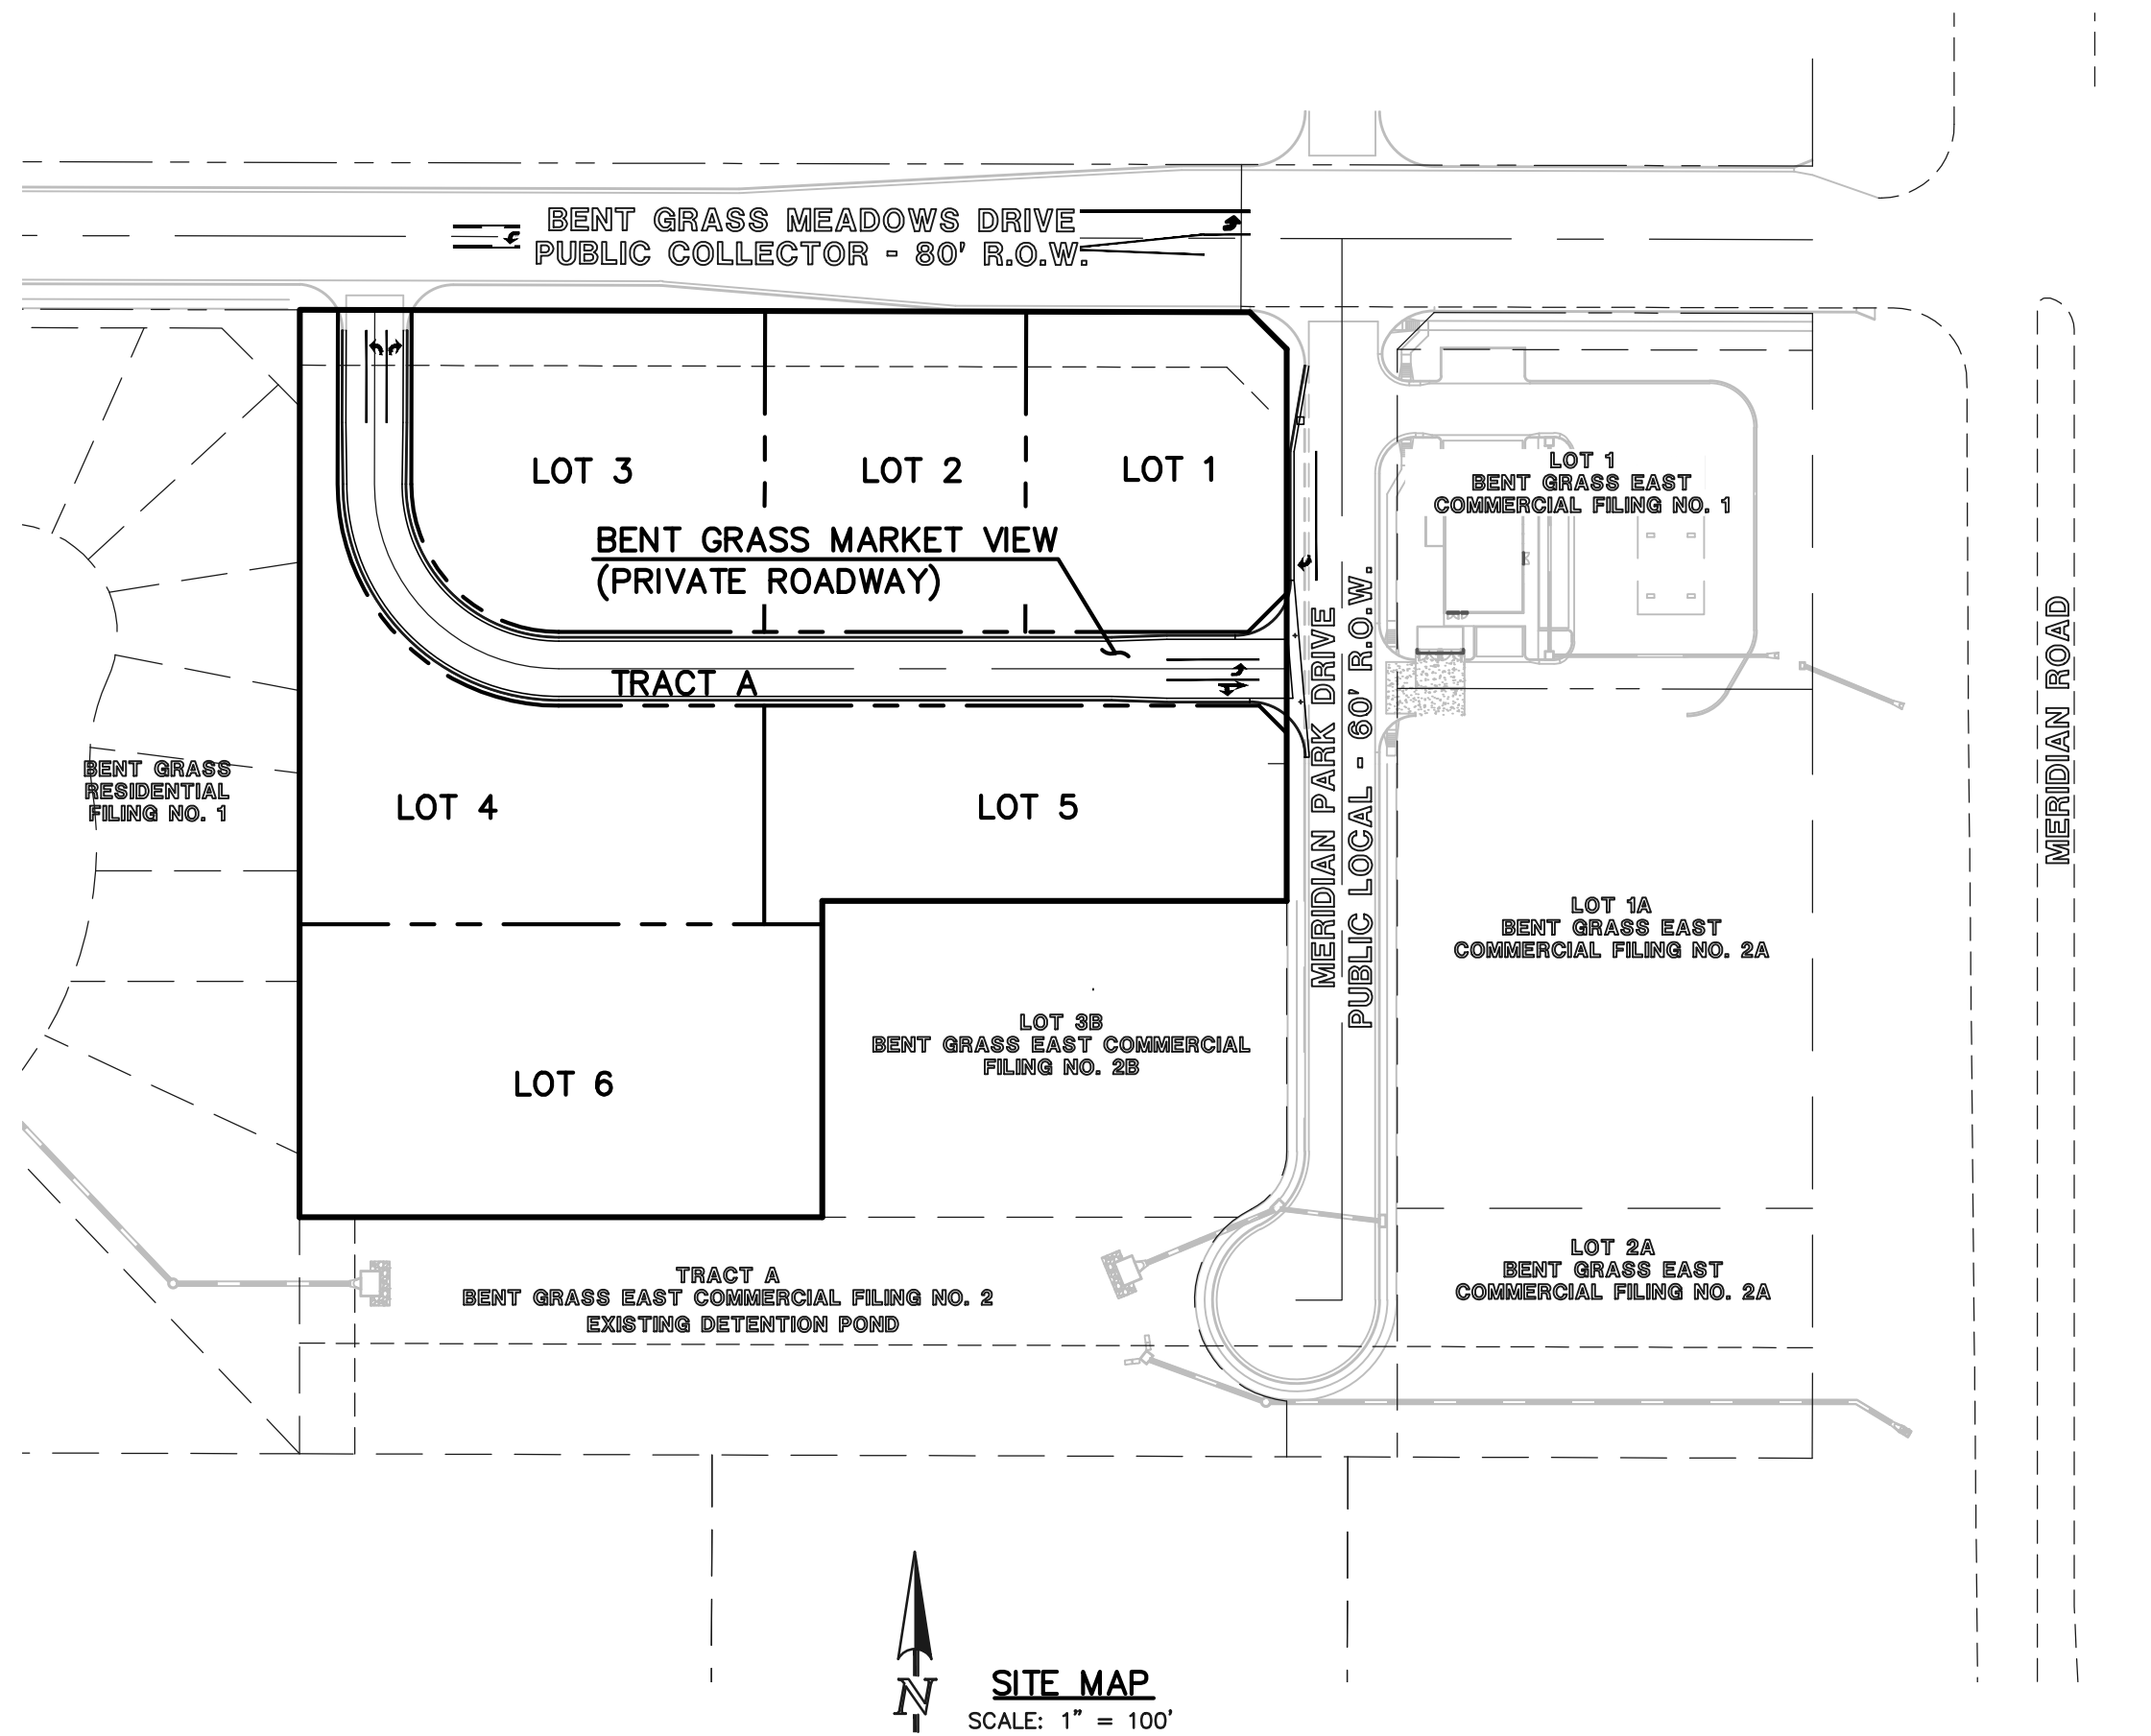 BENT GRASS MEADOWS DRIVE
PUBLIC COLLECTOR - 80' R.O.W.
LOT 3
LOT 2
LOT 1
BENT GRASS MARKET VIEW
(PRIVATE ROADWAY)
TRACT A
LOT 1
BENT GRASS EAST
COMMERCIAL FILING NO. 1
MERIDIAN PARK DRIVE
PUBLIC LOCAL - 60' R.O.W.
MERIDIAN ROAD
BENT GRASS
RESIDENTIAL
FILING NO. 1
LOT 4
LOT 5
LOT 1A
BENT GRASS EAST
COMMERCIAL FILING NO. 2A
LOT 3B
BENT GRASS EAST COMMERCIAL
FILING NO. 2B
LOT 6
LOT 2A
BENT GRASS EAST
COMMERCIAL FILING NO. 2A
TRACT A
BENT GRASS EAST COMMERCIAL FILING NO. 2
EXISTING DETENTION POND
N
SITE MAP
SCALE: 1" = 100'